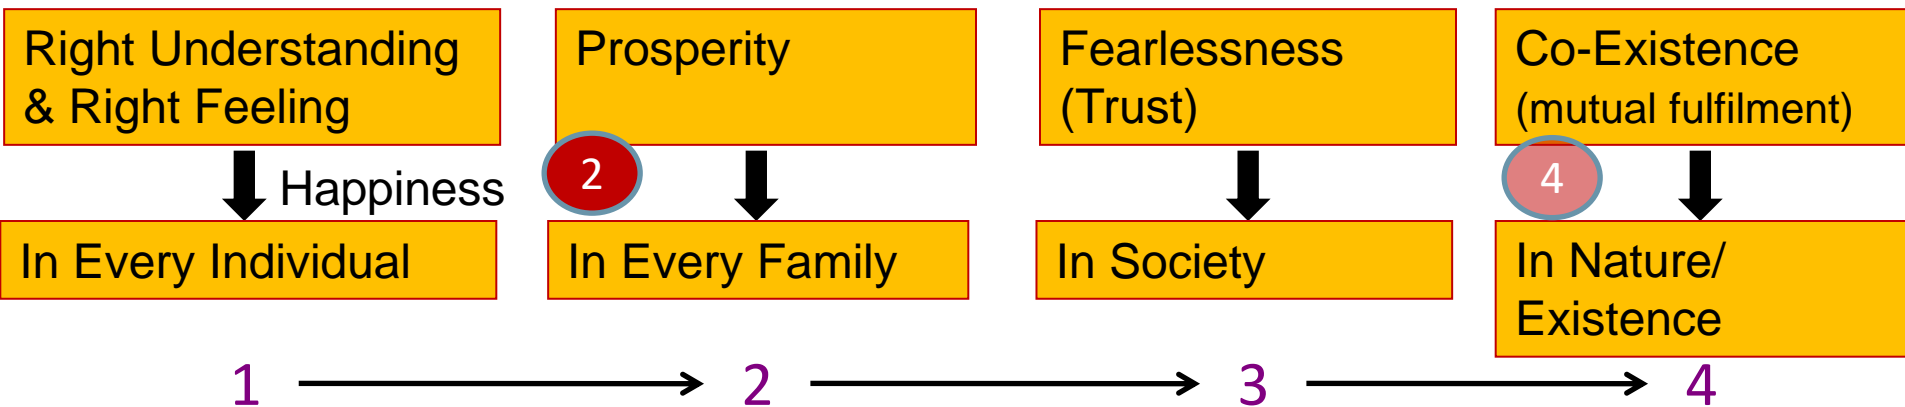 Right Understanding
& Right Feeling
Prosperity
Fearlessness
(Trust)
Co-Existence
(mutual fulfilment)
Happiness
2
4
In Every Individual
In Every Family
In Society
In Nature/
Existence
1
2
3
4